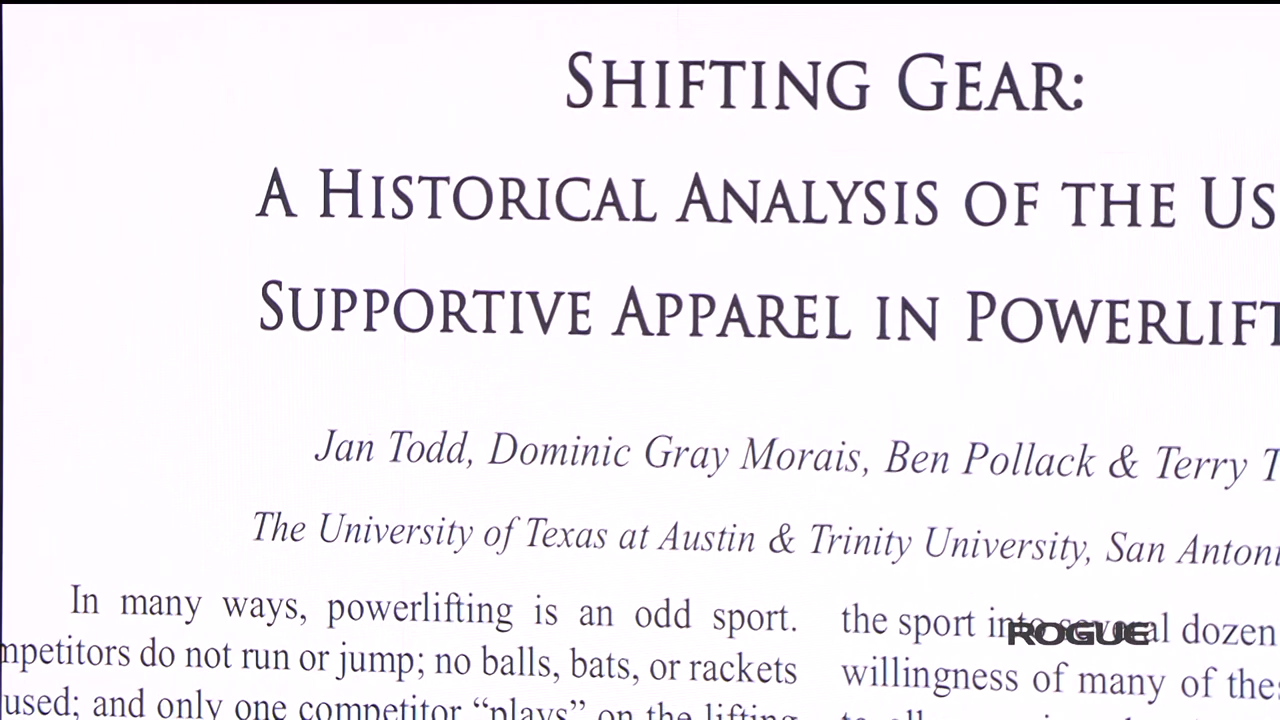 SHIFTING GEAR:
A HISTORICAL ANALYSIS OF THE US
SUPPORTIVE APPAREL IN POWERLIFT
Jan Todd, Dominic Gray Morais, Ben Pollack & Terry T
The University of Texas at Austin & Trinity University, San Antoni
In many ways, powerlifting is an odd sport.
mpetitors do not run or jump; no balls, bats, or rackets
used; and only one competitor “plays” on the lifting
the sport into several dozen
willingness of many of thes
ROGUE